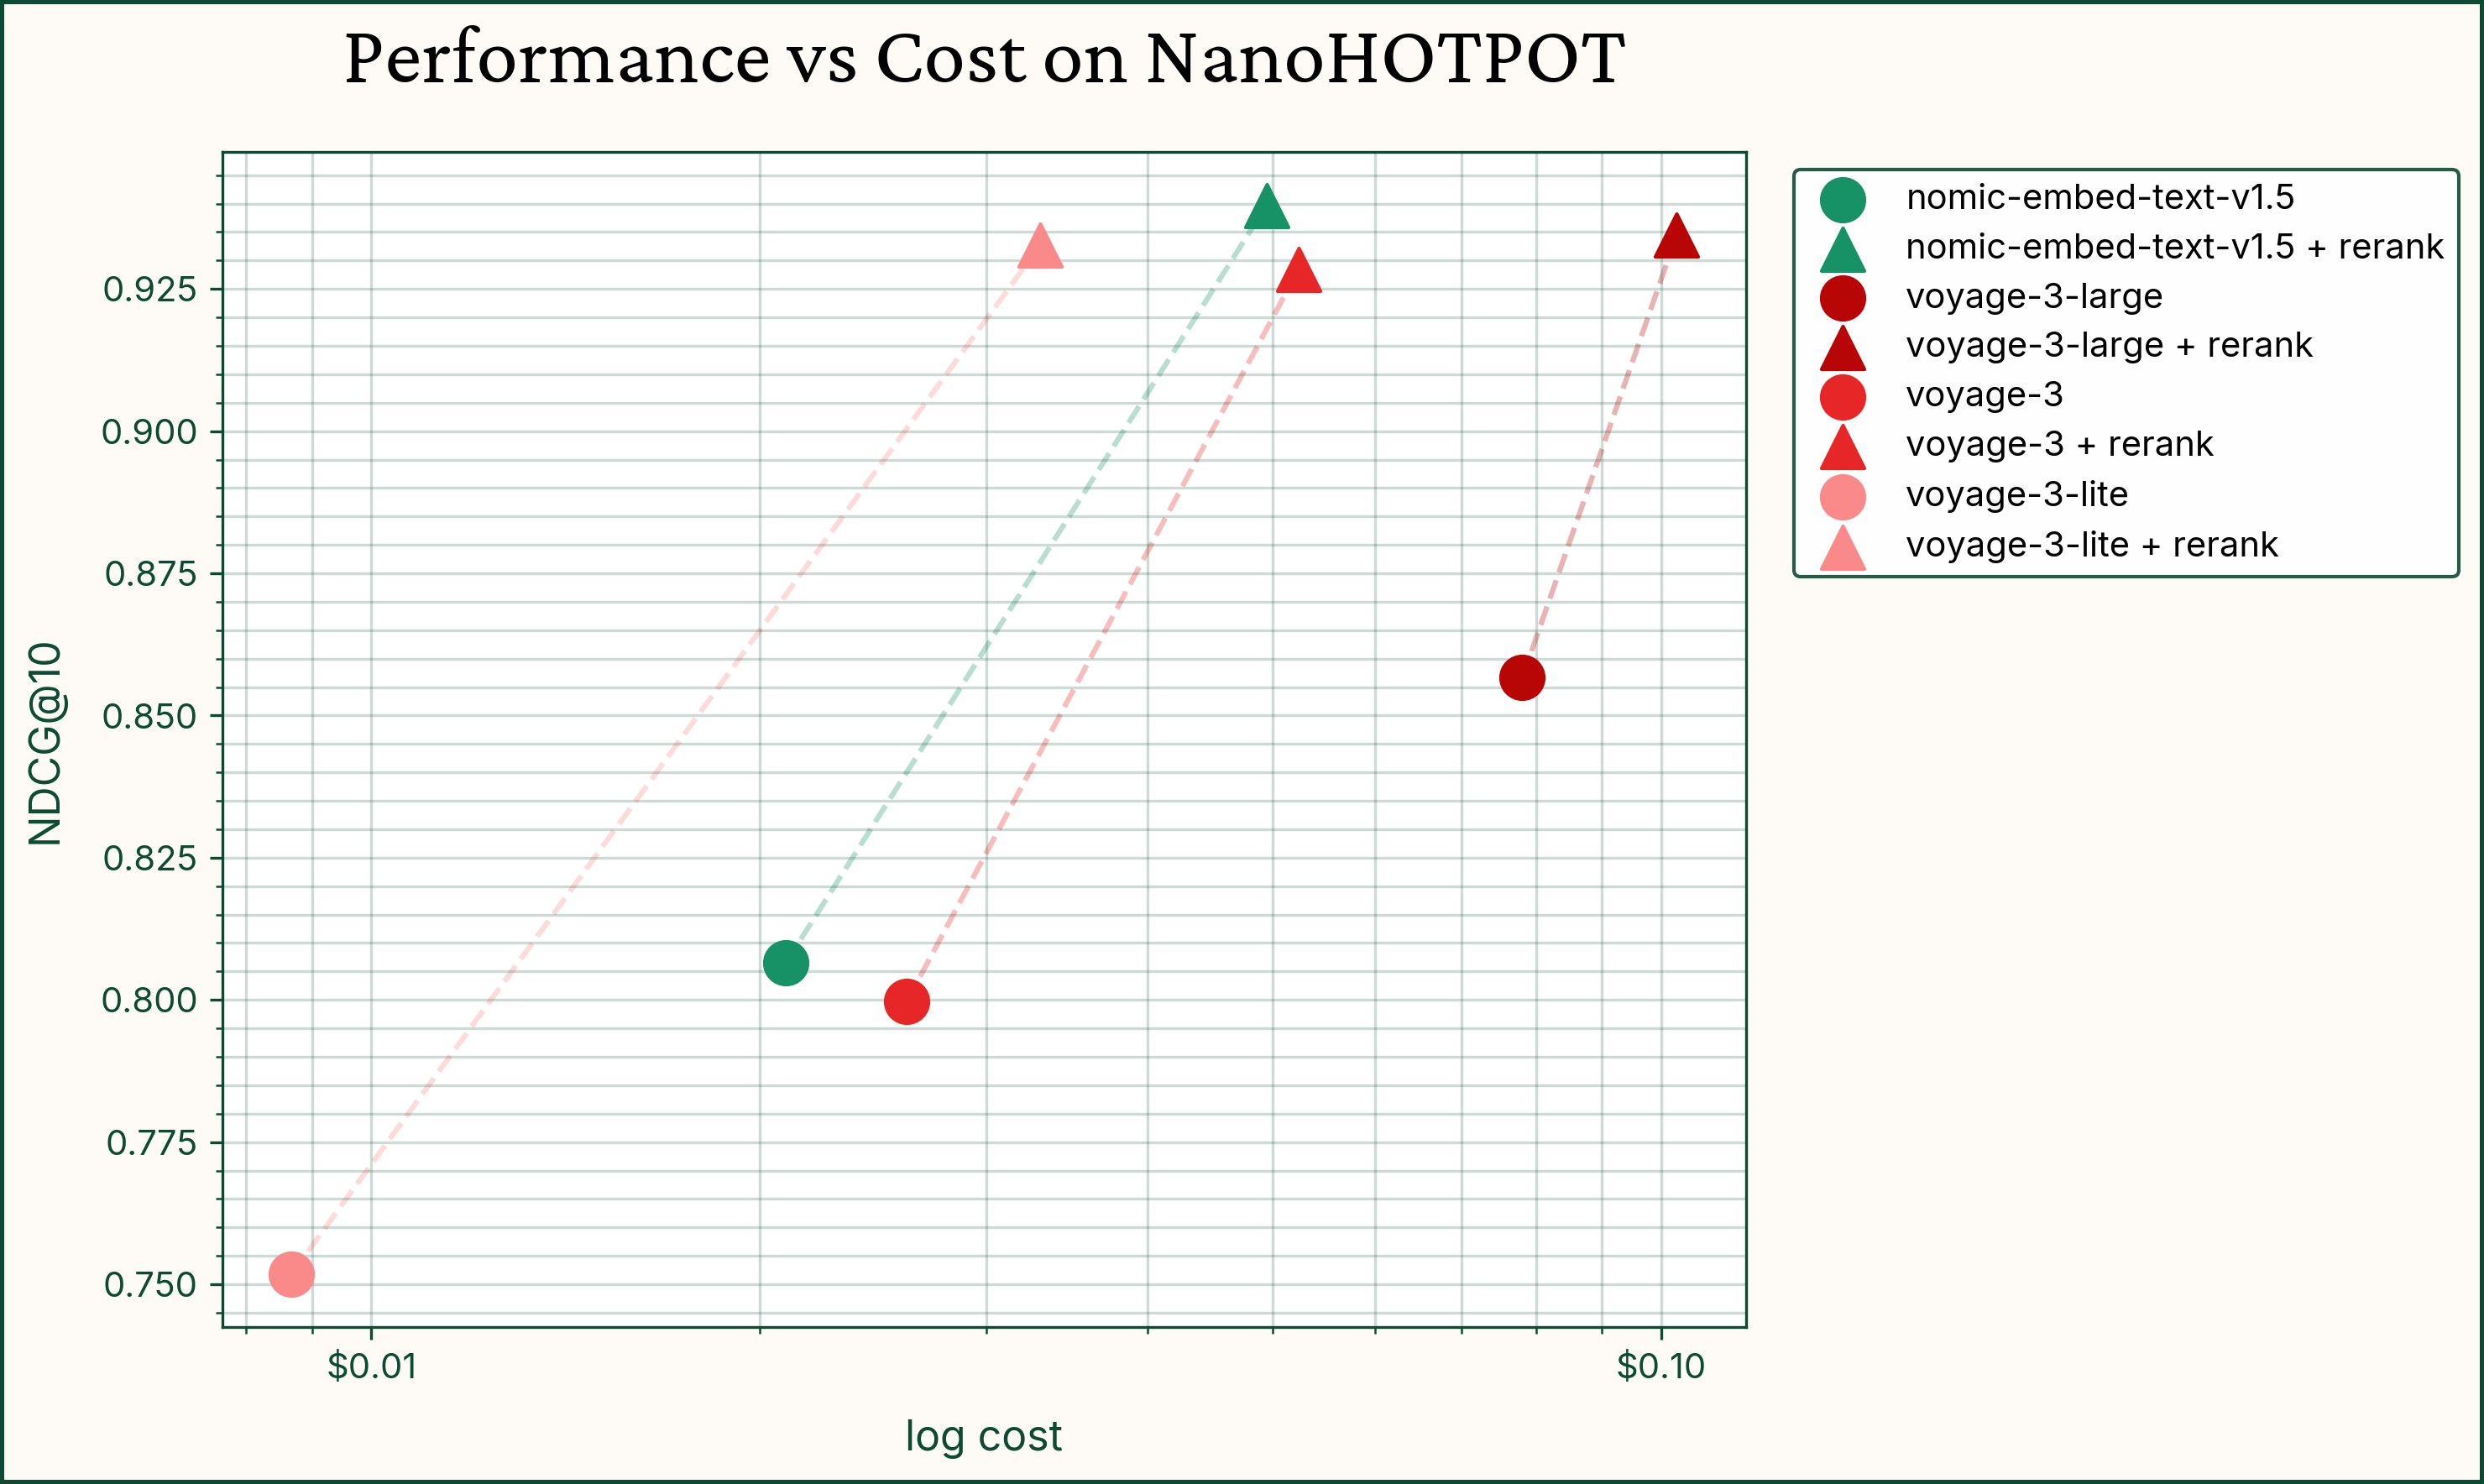 Performance vs Cost on NanoHOTPOT
nomic-embed-text-v1.5
nomic-embed-text-v1.5 + rerank
voyage-3-large
voyage-3-large + rerank
voyage-3
voyage-3 + rerank
voyage-3-lite
voyage-3-lite + rerank
NDCG@10
0.925
0.900
0.875
0.850
0.825
0.800
0.775
0.750
$0.01
$0.10
log cost